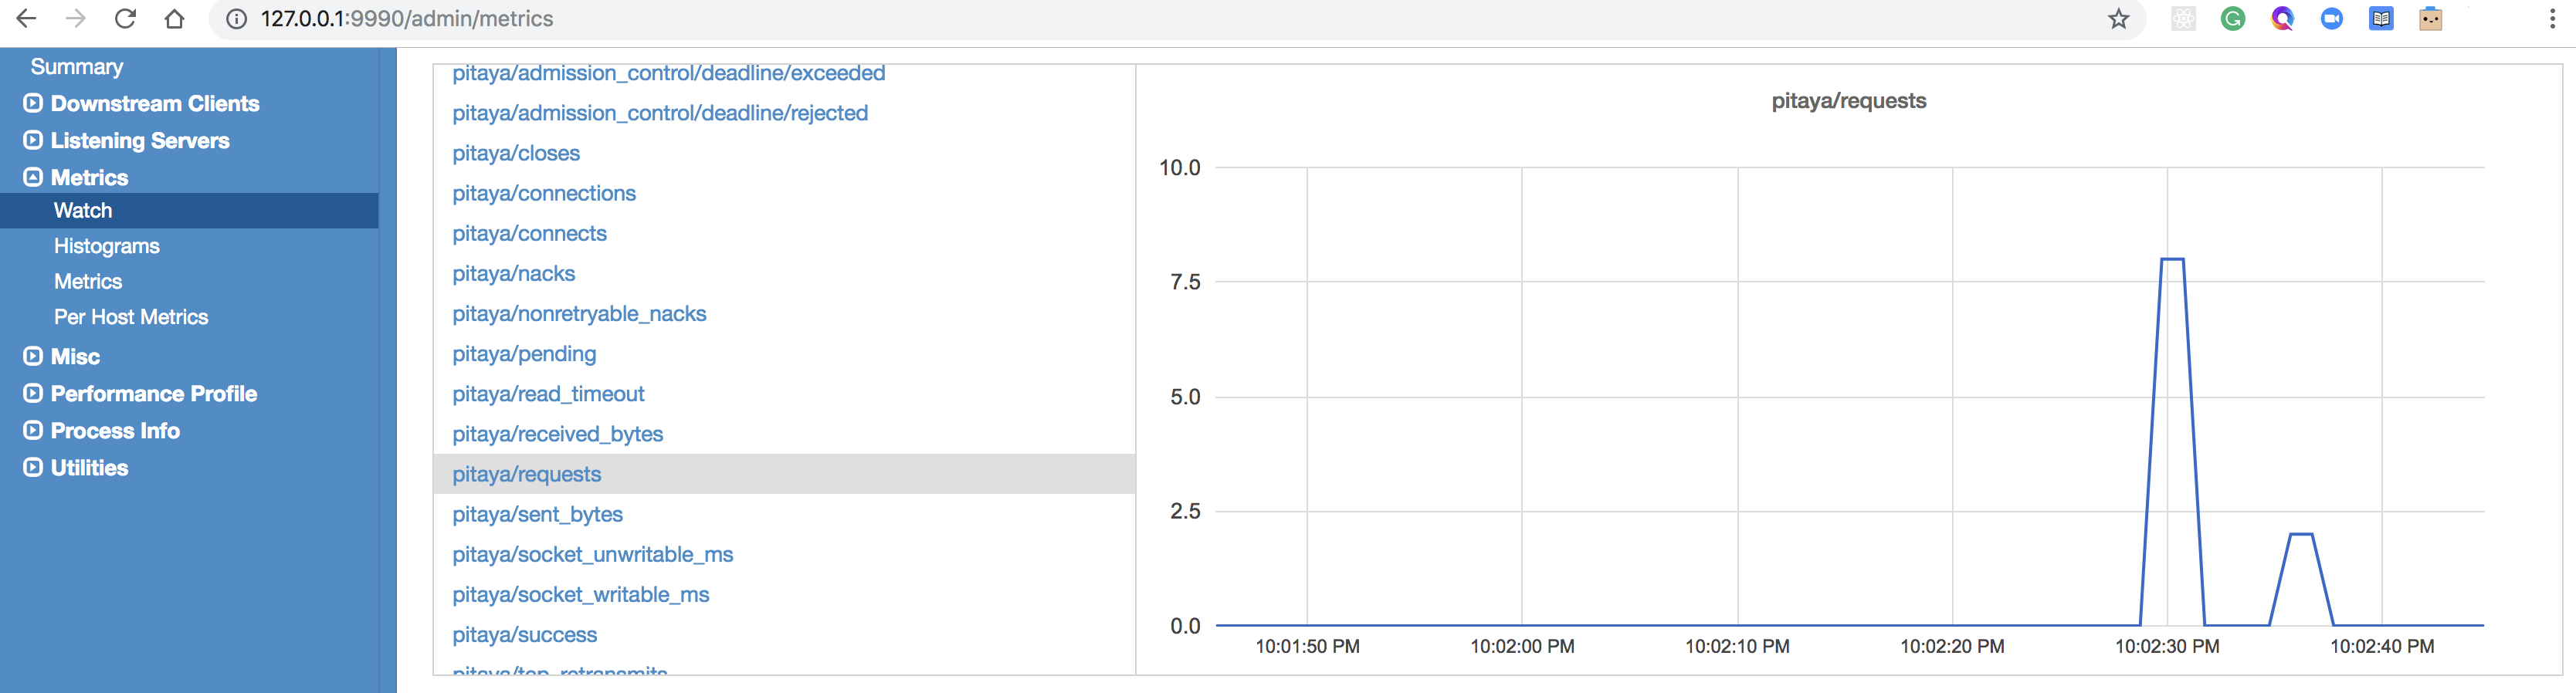 127.0.0.1:9990/admin/metrics
Summary
Downstream Clients
Listening Servers
Metrics
Watch
Histograms
Metrics
Per Host Metrics
Misc
Performance Profile
Process Info
Utilities
pitaya/admission_control/deadline/exceeded
pitaya/admission_control/deadline/rejected
pitaya/closes
pitaya/connections
pitaya/connects
pitaya/nacks
pitaya/nonretryable_nacks
pitaya/pending
pitaya/read_timeout
pitaya/received_bytes
pitaya/requests
pitaya/sent_bytes
pitaya/socket_unwritable_ms
pitaya/socket_writable_ms
pitaya/success
pitaya/tcp_retransmits
pitaya/requests
10.0
7.5
5.0
2.5
0.0
10:01:50 PM 10:02:00 PM 10:02:10 PM 10:02:20 PM 10:02:30 PM 10:02:40 PM